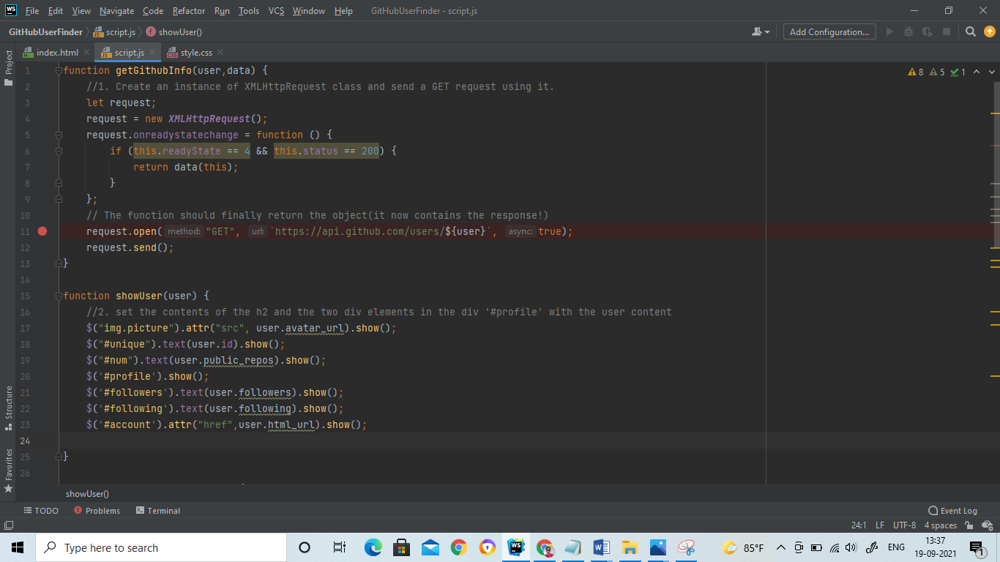 WS File Edit View Navigate Code Refactor Run Tools VCS Window Help GitHubUserFinder - script.js
GitHubUserFinder script.js f showUser() Add Configuration...
index.html script.js style.css
Project
Structure
Favorites
8 5 1
1 function getGithubInfo(user,data) {
2 //1. Create an instance of XMLHttpRequest class and send a GET request using it.
3 let request;
4 request = new XMLHttpRequest();
5 request.onreadystatechange = function () {
6 if (this.readyState == 4 && this.status == 200) {
7 return data(this);
8 }
9 };
10 // The function should finally return the object(it now contains the response!)
11 request.open( method: "GET", url: `https://api.github.com/users/${user}`, async: true);
12 request.send();
13 }
14
15 function showUser(user) {
16 //2. set the contents of the h2 and the two div elements in the div '#profile' with the user content
17 $("img.picture").attr("src", user.avatar_url).show();
18 $("#unique").text(user.id).show();
19 $("#num").text(user.public_repos).show();
20 $('#profile').show();
21 $('#followers').text(user.followers).show();
22 $('#following').text(user.following).show();
23 $('#account').attr("href",user.html_url).show();
24
25 }
26
showUser()
TODO Problems Terminal Event Log
24:1 LF UTF-8 4 spaces
Type here to search 85°F ENG 13:37
19-09-2021 1